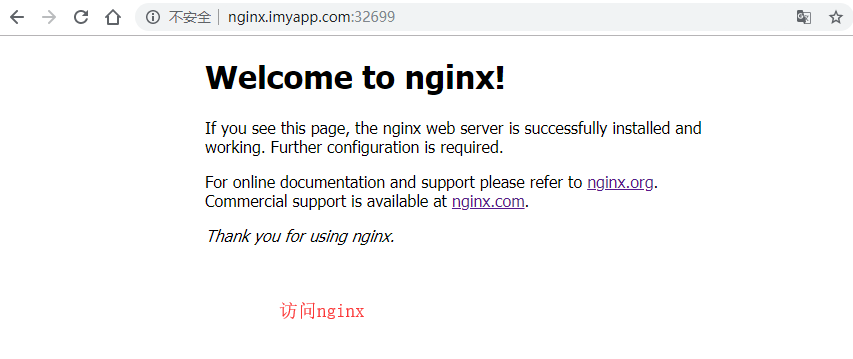 不安全 nginx.imyapp.com:32699
Welcome to nginx!
If you see this page, the nginx web server is successfully installed and
working. Further configuration is required.
For online documentation and support please refer to nginx.org.
Commercial support is available at nginx.com.
Thank you for using nginx.
访问nginx